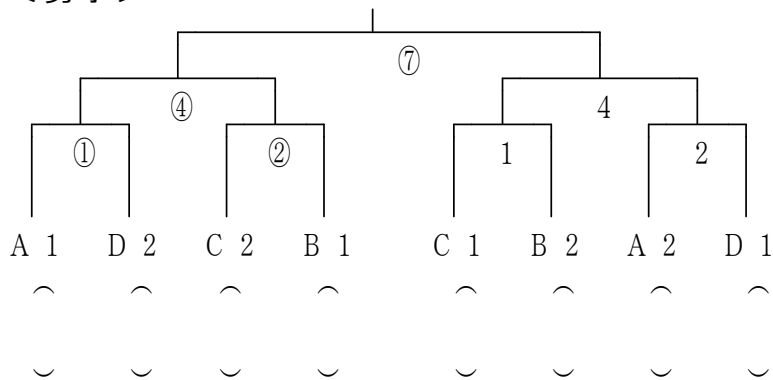 ⑦
④ 4
① ② 1 2
A 1 D 2 C 2 B 1 C 1 B 2 A 2 D 1
︵ ︵ ︵ ︵ ︵ ︵ ︵ ︵
︶ ︶ ︶ ︶ ︶ ︶ ︶ ︶